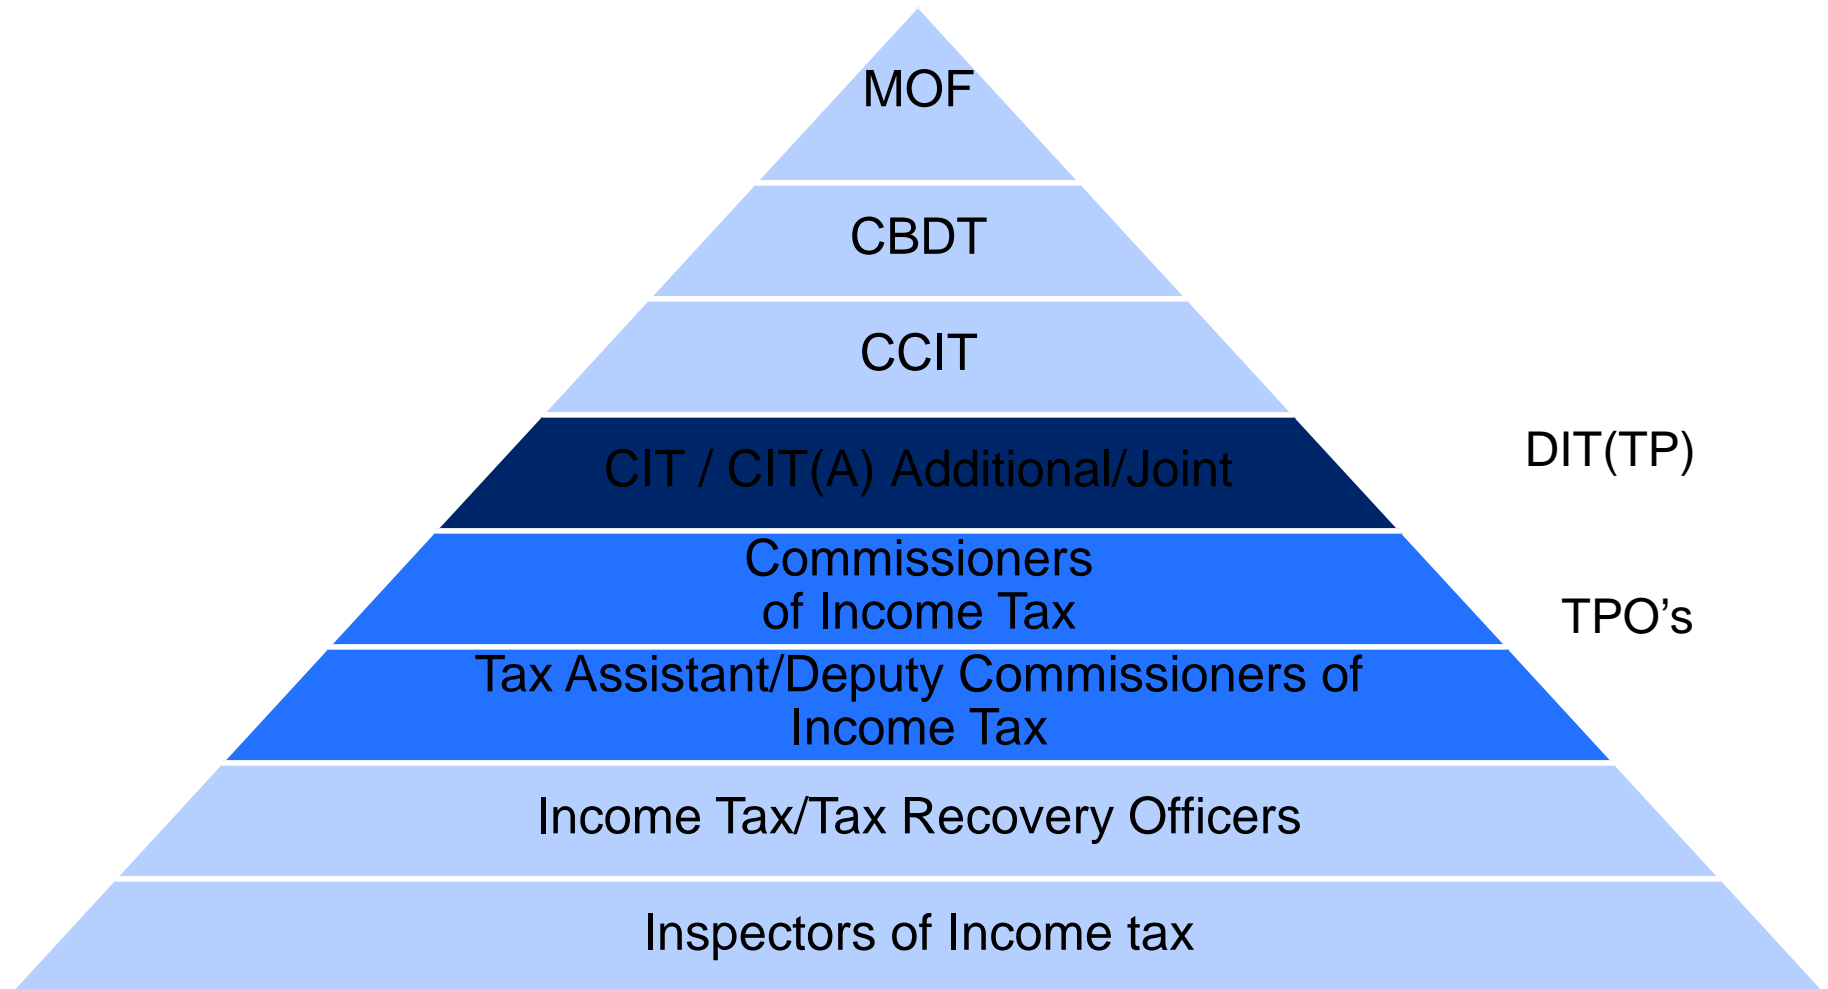 MOF
CBDT
CCIT
DIT(TP)
CIT / CIT(A) Additional/Joint
Commissioners
of Income Tax
TPO’s
Tax Assistant/Deputy Commissioners of
Income Tax
Income Tax/Tax Recovery Officers
Inspectors of Income tax